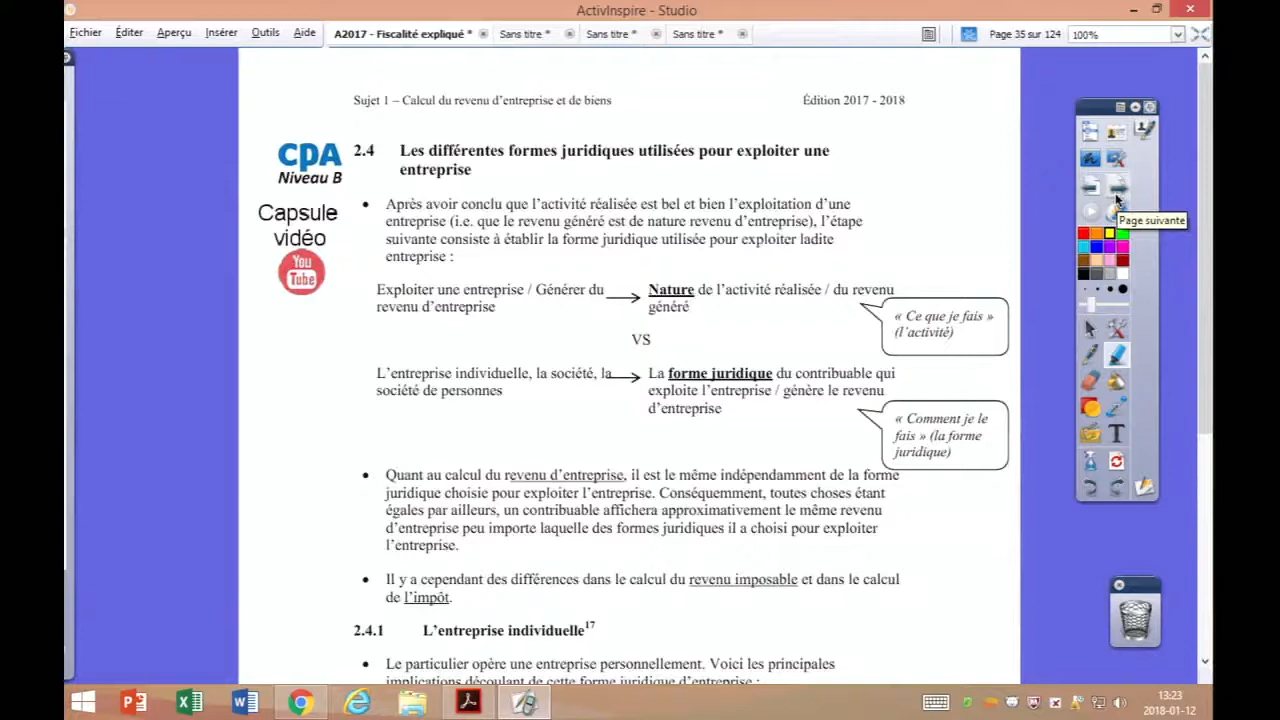 ActivInspire - Studio
Fichier Éditer Aperçu Insérer Outils Aide
A2017 - Fiscalité expliqué * Sans titre * Sans titre * Sans titre *
Page 35 sur 124
100%
Sujet 1 – Calcul du revenu d’entreprise et de biens
Édition 2017 - 2018
CPA
Niveau B
Capsule
vidéo
You
Tube
2.4 Les différentes formes juridiques utilisées pour exploiter une
entreprise
• Après avoir conclu que l’activité réalisée est bel et bien l’exploitation d’une
entreprise (i.e. que le revenu généré est de nature revenu d’entreprise), l’étape
suivante consiste à établir la forme juridique utilisée pour exploiter ladite
entreprise :
Exploiter une entreprise / Générer du
revenu d’entreprise
Nature de l’activité réalisée / du revenu
généré
« Ce que je fais »
(l’activité)
VS
L’entreprise individuelle, la société, la
société de personnes
La forme juridique du contribuable qui
exploite l’entreprise / génère le revenu
d’entreprise
« Comment je le
fais » (la forme
juridique)
• Quant au calcul du revenu d’entreprise, il est le même indépendamment de la forme
juridique choisie pour exploiter l’entreprise. Conséquemment, toutes choses étant
égales par ailleurs, un contribuable affichera approximativement le même revenu
d’entreprise peu importe laquelle des formes juridiques il a choisi pour exploiter
l’entreprise.
• Il y a cependant des différences dans le calcul du revenu imposable et dans le calcul
de l’impôt.
2.4.1 L’entreprise individuelle17
• Le particulier opère une entreprise personnellement. Voici les principales
implications découlant de cette forme juridique d’entreprise :
Page suivante
13:23
2018-01-12